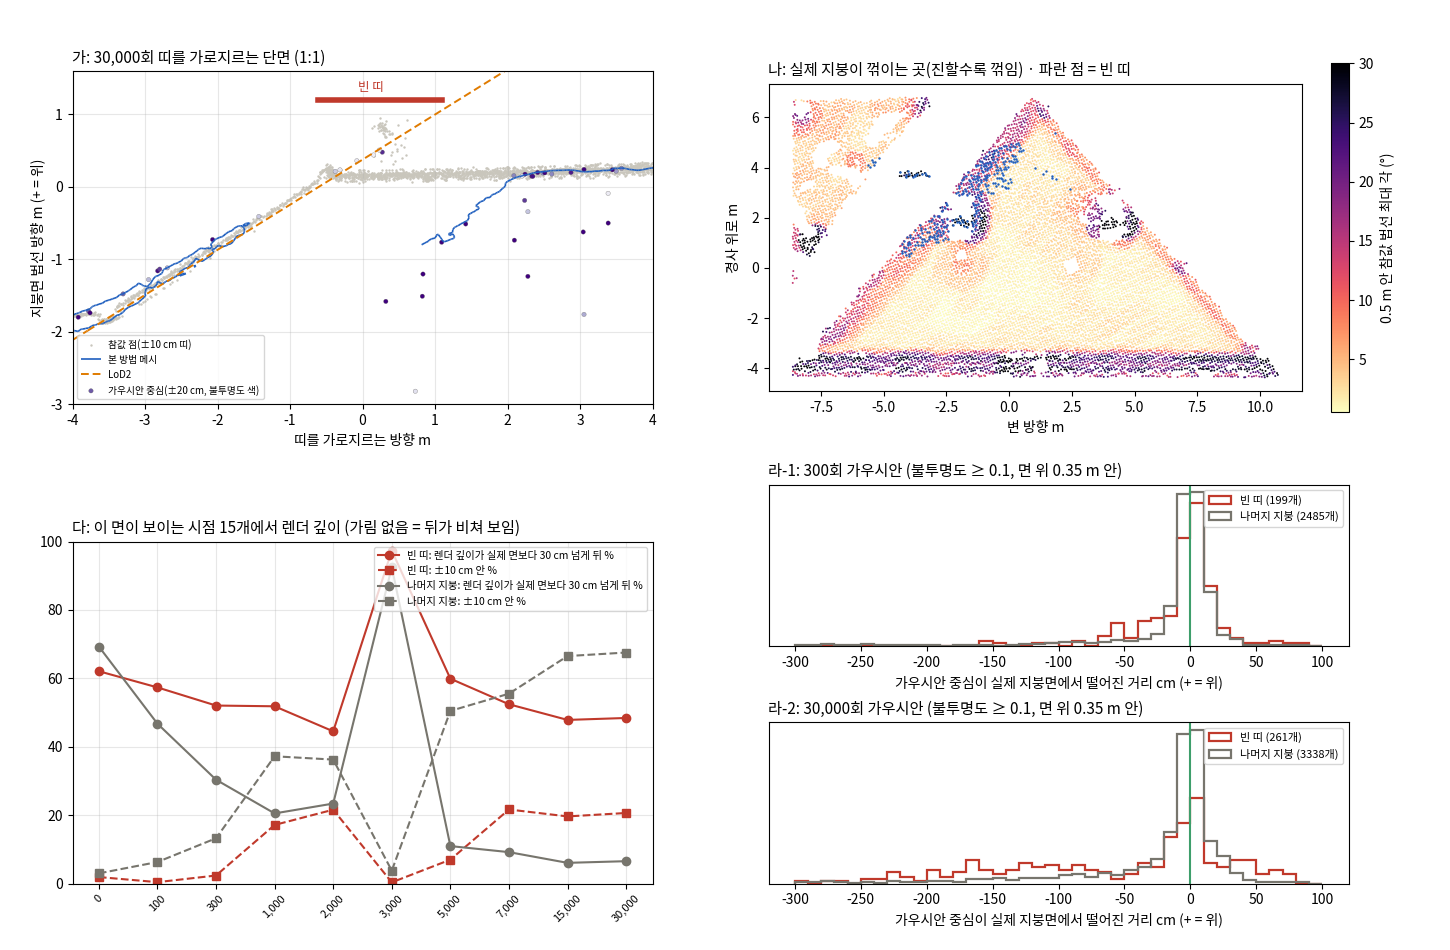 가: 30,000회 띠를 가로지르는 단면 (1:1)
빈 띠
지붕면 법선 방향 m (+ = 위)
1
0
-1
-2
-3
참값 점(±10 cm 띠)
본 방법 메시
LoD2
가우시안 중심(±20 cm, 불투명도 색)
-4 -3 -2 -1 0 1 2 3 4
띠를 가로지르는 방향 m
나: 실제 지붕이 꺾이는 곳(진할수록 꺾임) · 파란 점 = 빈 띠
경사 위로 m
6
4
2
0
-2
-4
-7.5 -5.0 -2.5 0.0 2.5 5.0 7.5 10.0
변 방향 m
30
25
20
15
10
5
0.5 m 안 참값 법선 최대 각 (°)
다: 이 면이 보이는 시점 15개에서 렌더 깊이 (가림 없음 = 뒤가 비쳐 보임)
100
80
60
40
20
0
빈 띠: 렌더 깊이가 실제 면보다 30 cm 넘게 뒤 %
빈 띠: ±10 cm 안 %
나머지 지붕: 렌더 깊이가 실제 면보다 30 cm 넘게 뒤 %
나머지 지붕: ±10 cm 안 %
0 100 300 1,000 2,000 3,000 5,000 7,000 15,000 30,000
라-1: 300회 가우시안 (불투명도 ≥ 0.1, 면 위 0.35 m 안)
빈 띠 (199개)
나머지 지붕 (2485개)
-300 -250 -200 -150 -100 -50 0 50 100
가우시안 중심이 실제 지붕면에서 떨어진 거리 cm (+ = 위)
라-2: 30,000회 가우시안 (불투명도 ≥ 0.1, 면 위 0.35 m 안)
빈 띠 (261개)
나머지 지붕 (3338개)
-300 -250 -200 -150 -100 -50 0 50 100
가우시안 중심이 실제 지붕면에서 떨어진 거리 cm (+ = 위)